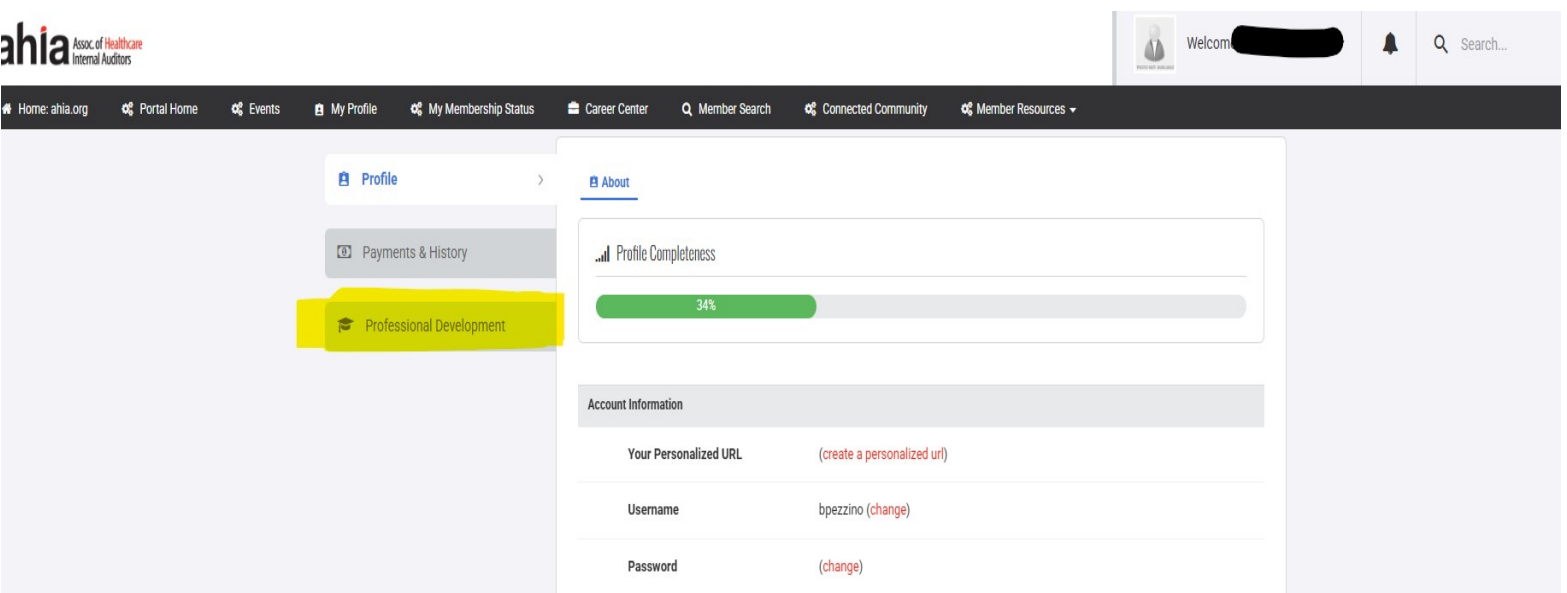 ahia Assoc. of Healthcare
Internal Auditors
Search...
Home: ahia.org Portal Home Events My Profile My Membership Status Career Center Member Search Connected Community Member Resources
Profile
About
Payments & History
Profile Completeness
34%
Professional Development
Account Information
Your Personalized URL (create a personalized url)
Username bpezzino (change)
Password (change)